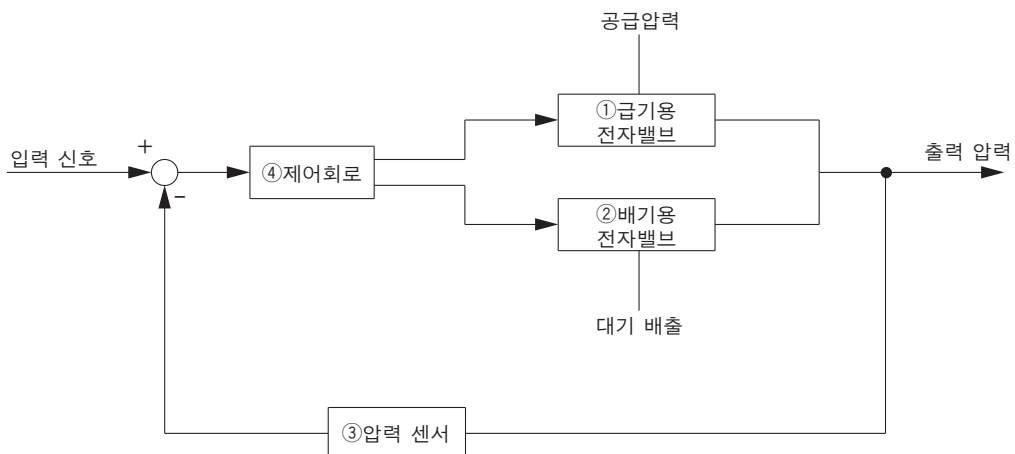 공급압력
①급기용
전자밸브
+
입력 신호
④제어회로
출력 압력
-
②배기용
전자밸브
대기 배출
③압력 센서